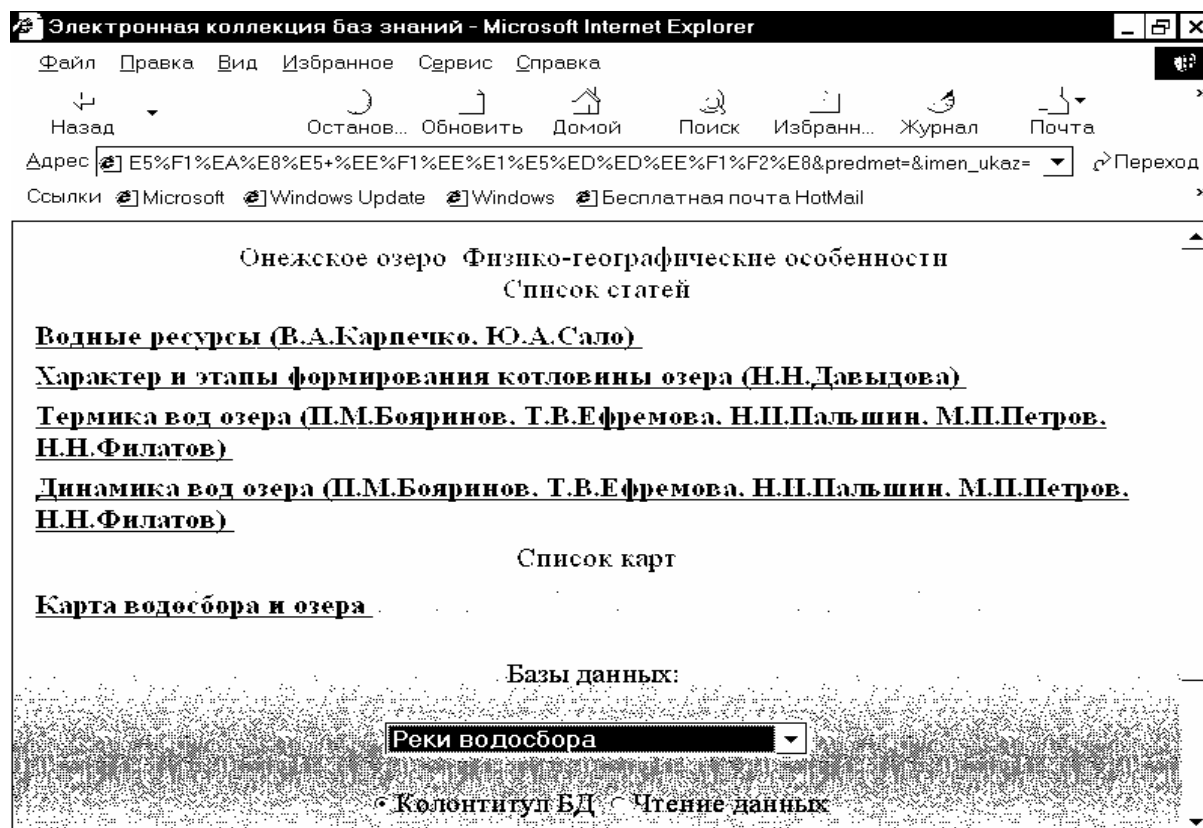 Электронная коллекция баз знаний - Microsoft Internet Explorer
Файл Правка Вид Избранное Сервис Справка
Назад Останов... Обновить Домой Поиск Избранн... Журнал Почта
Адрес E5%F1%EA%E8%E5+%EE%F1%EE%E1%E5%ED%ED%EE%F1%F2%E8&predmet=&imen_ukaz= Переход
Ссылки Microsoft Windows Update Windows Бесплатная почта HotMail
Онежское озеро Физико-географические особенности
Список статей
Водные ресурсы (В.А.Карпечко, Ю.А.Сало)
Характер и этапы формирования котловины озера (Н.Н.Давыдова)
Термика вод озера (П.М.Бояринов, Т.В.Ефремова, Н.И.Пальшин, М.П.Петров,
Н.Н.Филатов)
Динамика вод озера (П.М.Бояринов, Т.В.Ефремова, Н.И.Пальшин, М.П.Петров,
Н.Н.Филатов)
Список карт
Карта водосбора и озера
Базы данных:
Реки водосбора
Колонтитул БД Чтение данных